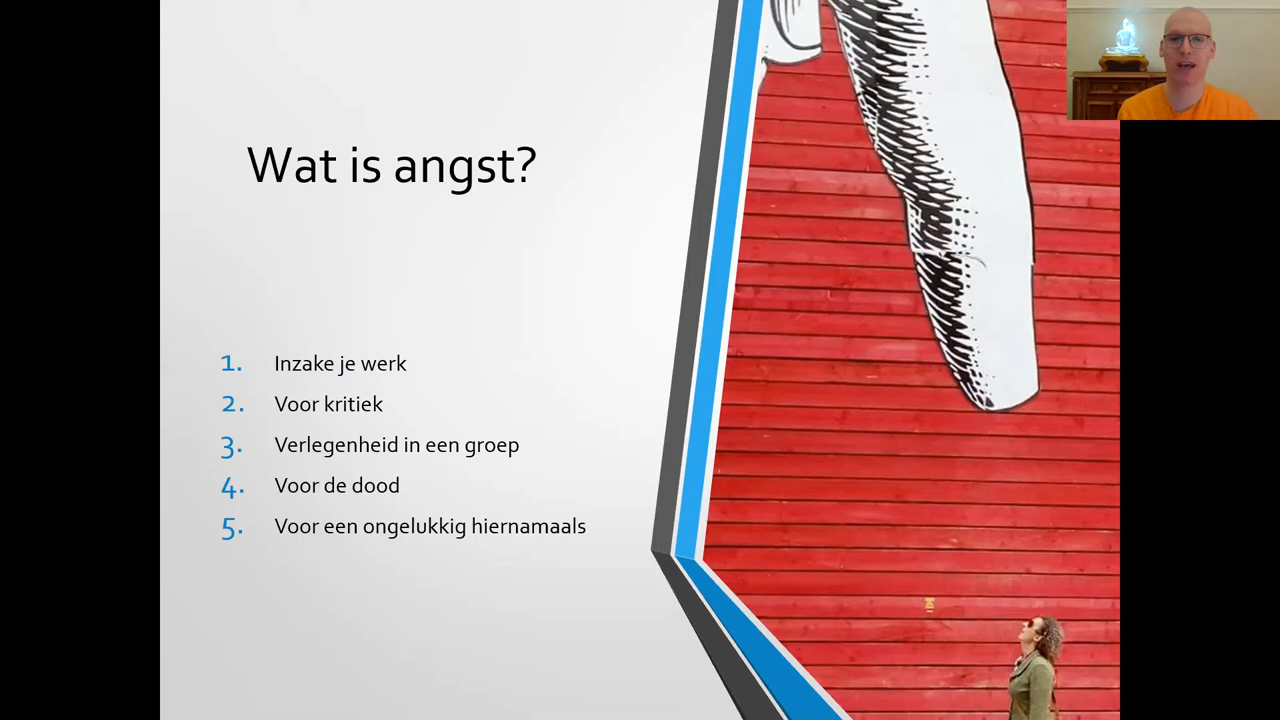 Wat is angst?
1. Inzake je werk
2. Voor kritiek
3. Verlegenheid in een groep
4. Voor de dood
5. Voor een ongelukkig hiernamaals